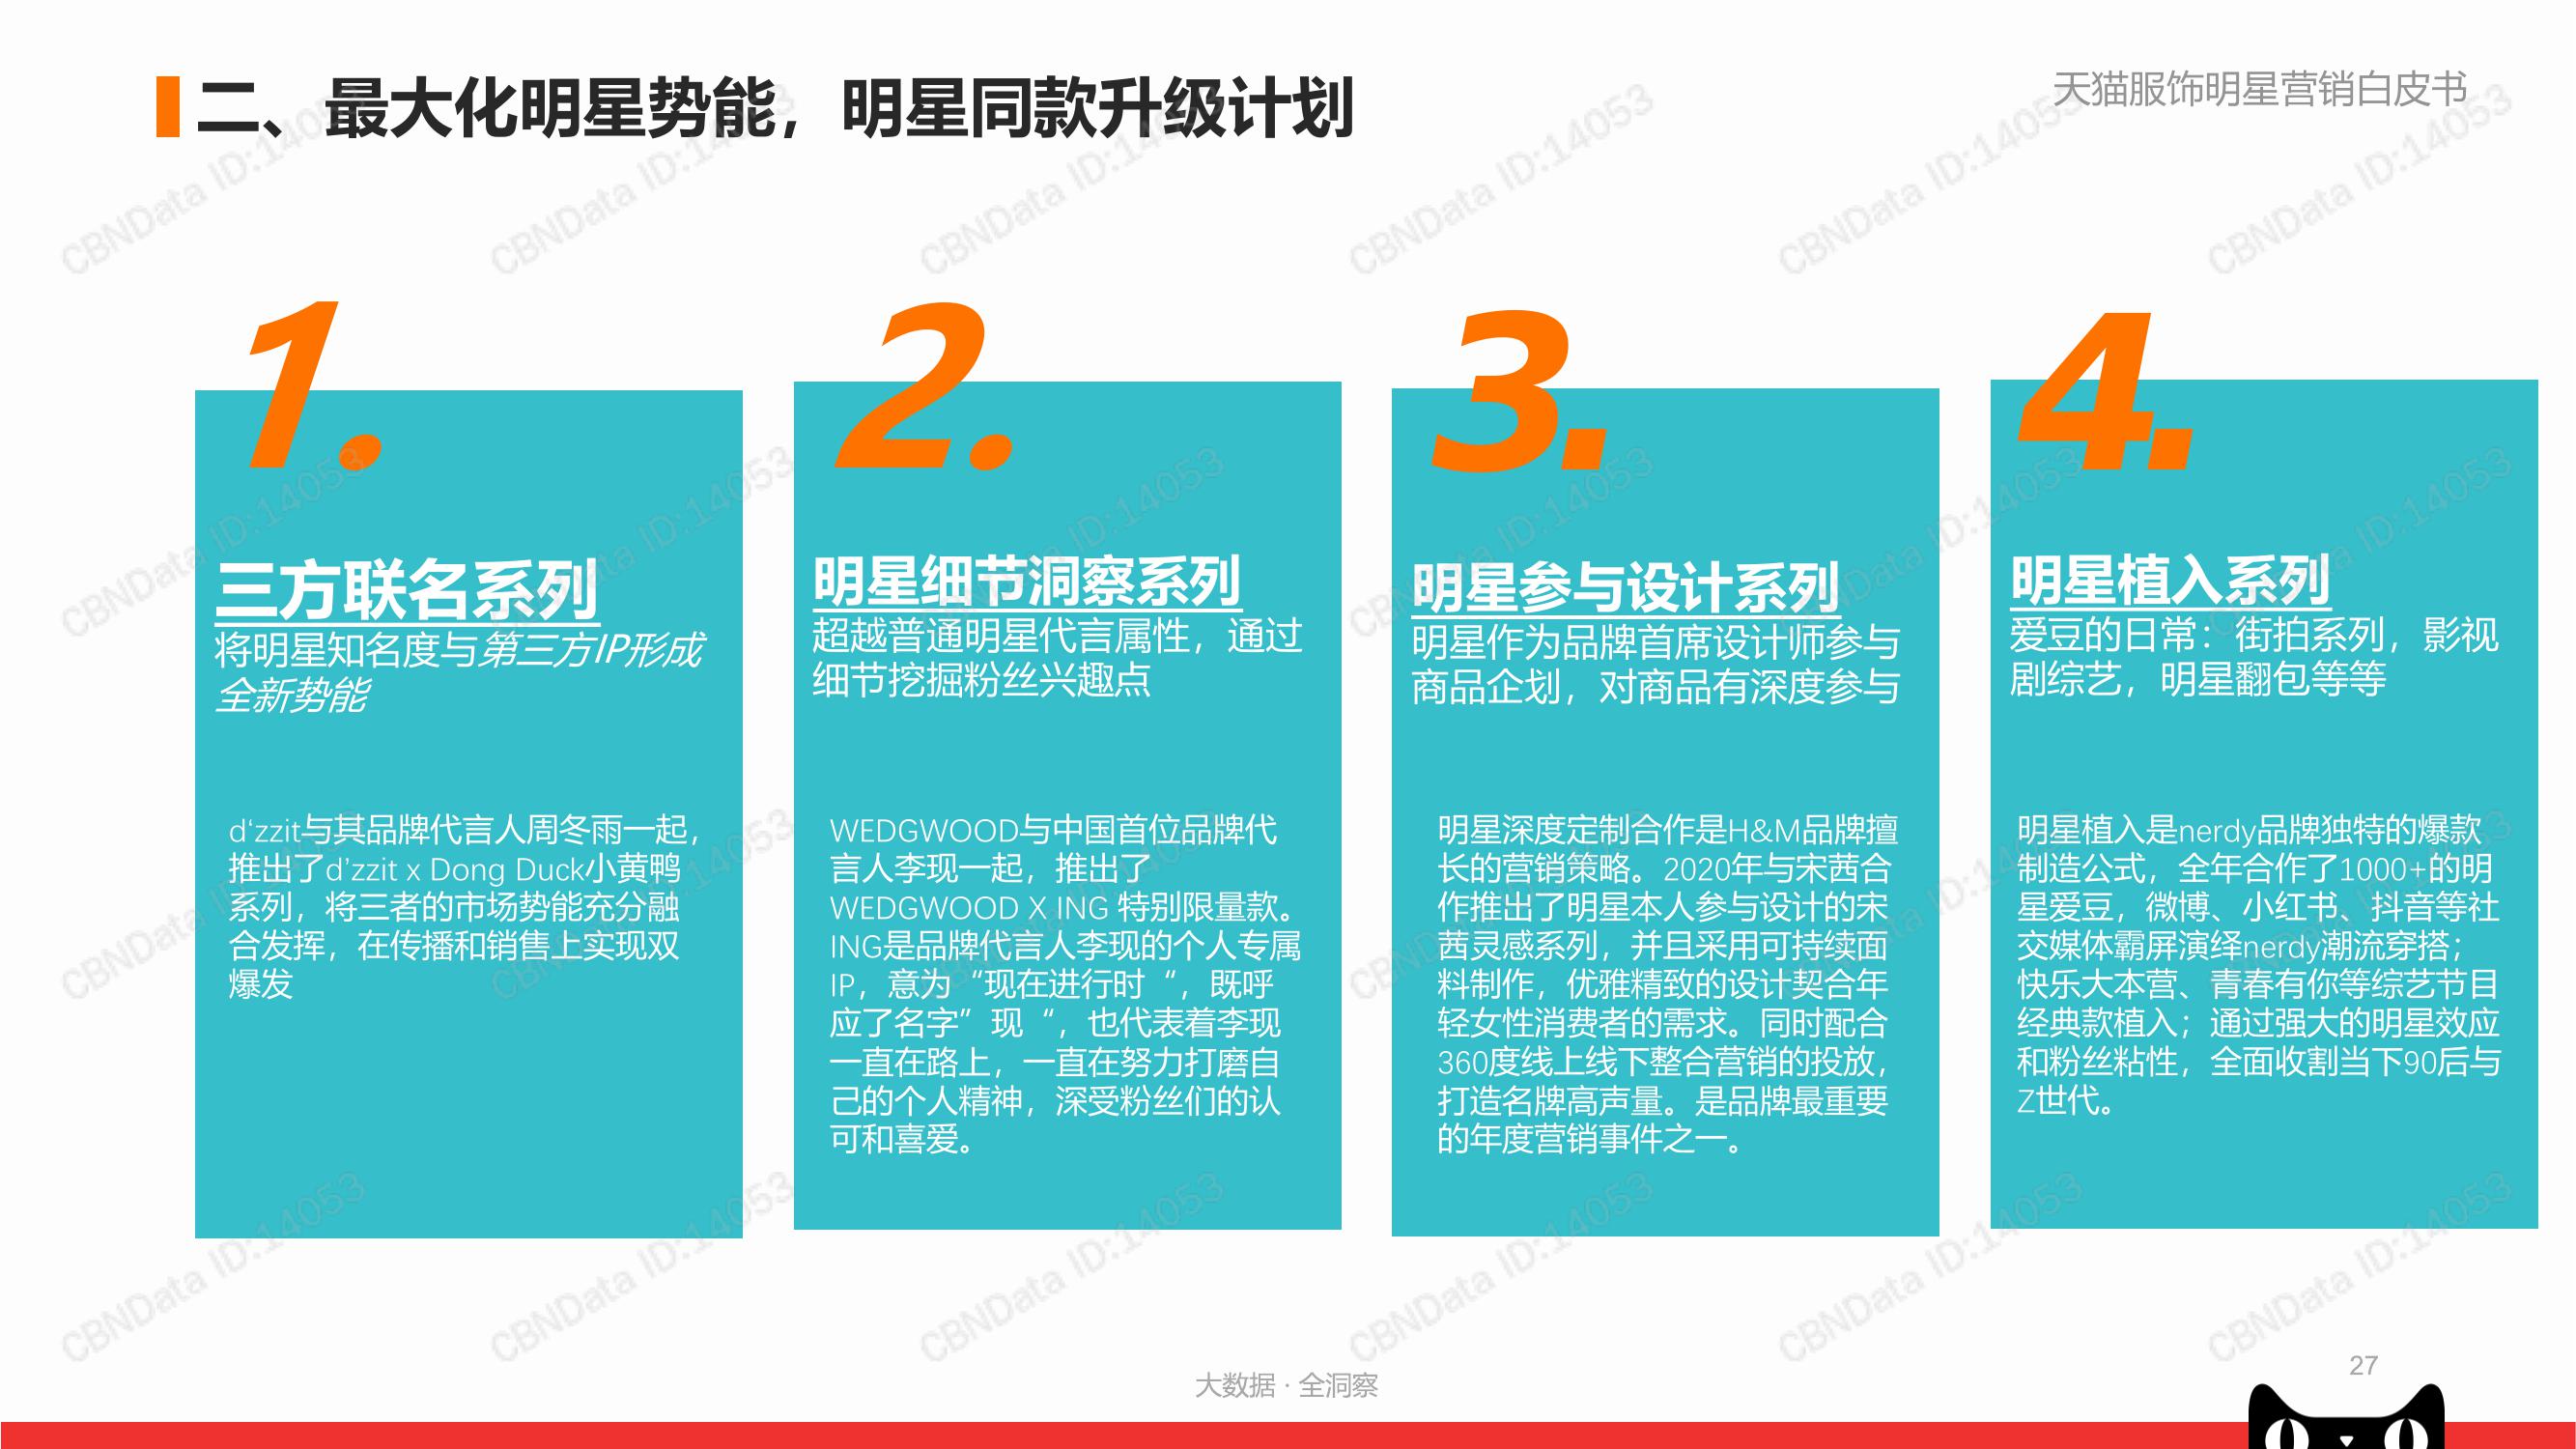 二、最大化明星势能，明星同款升级计划
天猫服饰明星营销白皮书
1.
三方联名系列
将明星知名度与第三方IP形成
全新势能
d‘zzit与其品牌代言人周冬雨一起，
推出了d’zzit x Dong Duck小黄鸭
系列，将三者的市场势能充分融
合发挥，在传播和销售上实现双
爆发
2.
明星细节洞察系列
超越普通明星代言属性，通过
细节挖掘粉丝兴趣点
WEDGWOOD与中国首位品牌代
言人李现一起，推出了
WEDGWOOD X ING 特别限量款。
ING是品牌代言人李现的个人专属
IP，意为“现在进行时“，既呼
应了名字”现“，也代表着李现
一直在路上，一直在努力打磨自
己的个人精神，深受粉丝们的认
可和喜爱。
3.
明星参与设计系列
明星作为品牌首席设计师参与
商品企划，对商品有深度参与
明星深度定制合作是H&M品牌擅
长的营销策略。2020年与宋茜合
作推出了明星本人参与设计的宋
茜灵感系列，并且采用可持续面
料制作，优雅精致的设计契合年
轻女性消费者的需求。同时配合
360度线上线下整合营销的投放，
打造名牌高声量。是品牌最重要
的年度营销事件之一。
4.
明星植入系列
爱豆的日常：街拍系列，影视
剧综艺，明星翻包等等
明星植入是nerdy品牌独特的爆款
制造公式，全年合作了1000+的明
星爱豆，微博、小红书、抖音等社
交媒体霸屏演绎nerdy潮流穿搭；
快乐大本营、青春有你等综艺节目
经典款植入；通过强大的明星效应
和粉丝粘性，全面收割当下90后与
Z世代。
大数据 · 全洞察
27
CBNData ID:14053